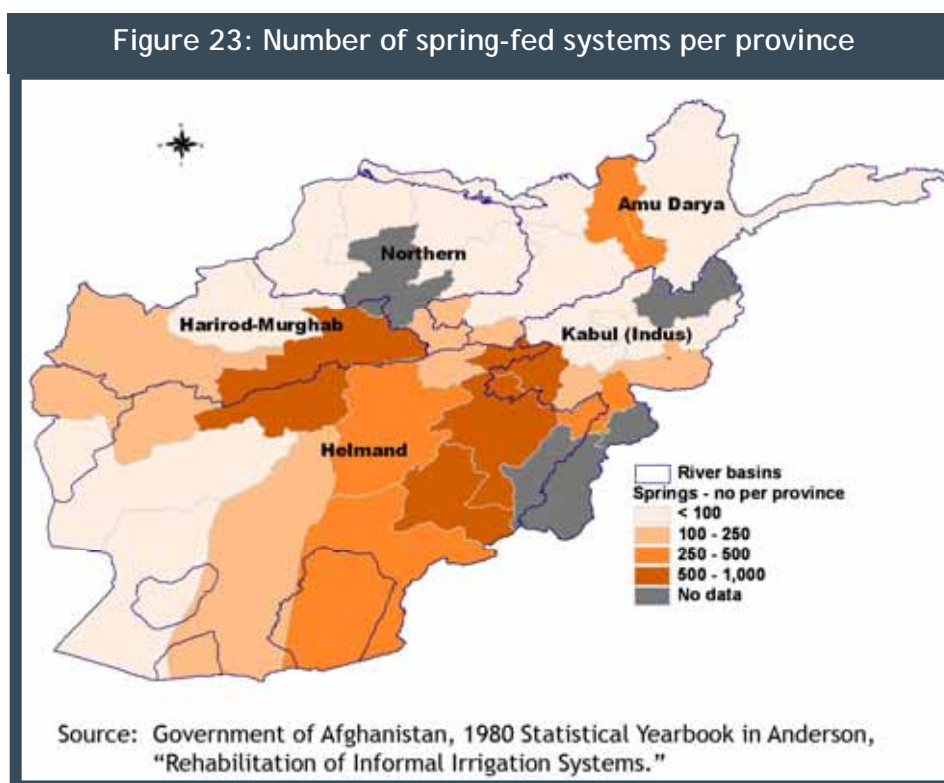 Figure 23: Number of spring-fed systems per province
Amu Darya
Northern
Harirod-Murghab
Kabul (Indus)
Helmand
River basins
Springs - no per province
< 100
100 - 250
250 - 500
500 - 1,000
No data
Source: Government of Afghanistan, 1980 Statistical Yearbook in Anderson,
“Rehabilitation of Informal Irrigation Systems.”